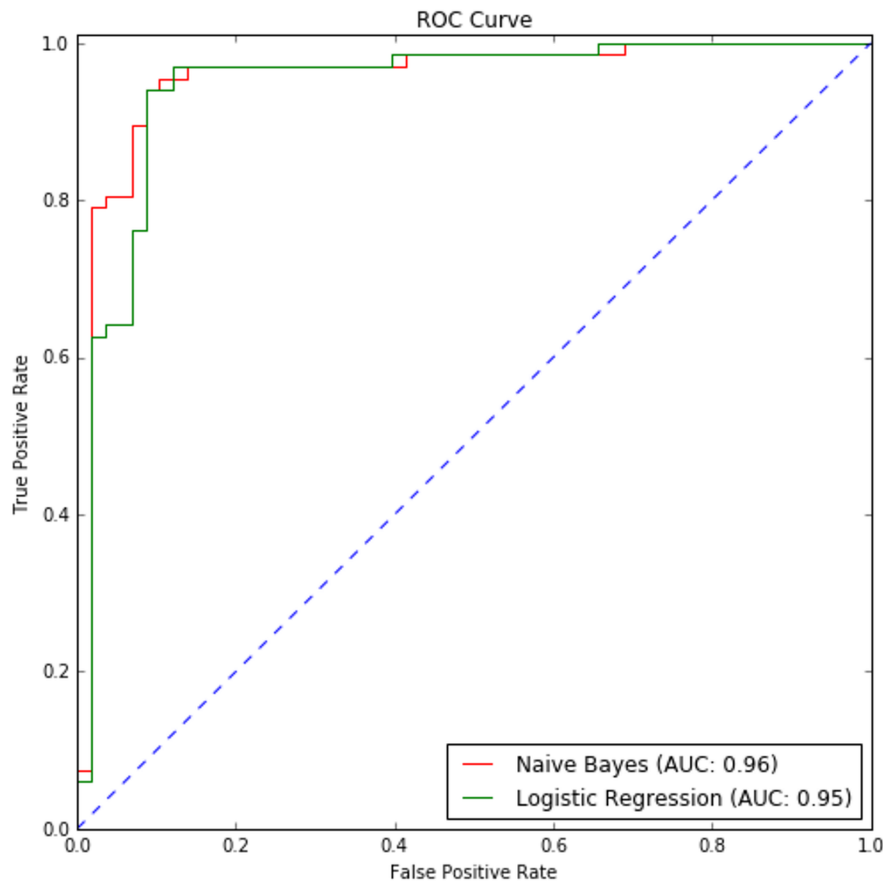 ROC Curve
1.0
0.8
0.6
0.4
0.2
0.0
True Positive Rate
Naive Bayes (AUC: 0.96)
Logistic Regression (AUC: 0.95)
0.0 0.2 0.4 0.6 0.8 1.0
False Positive Rate